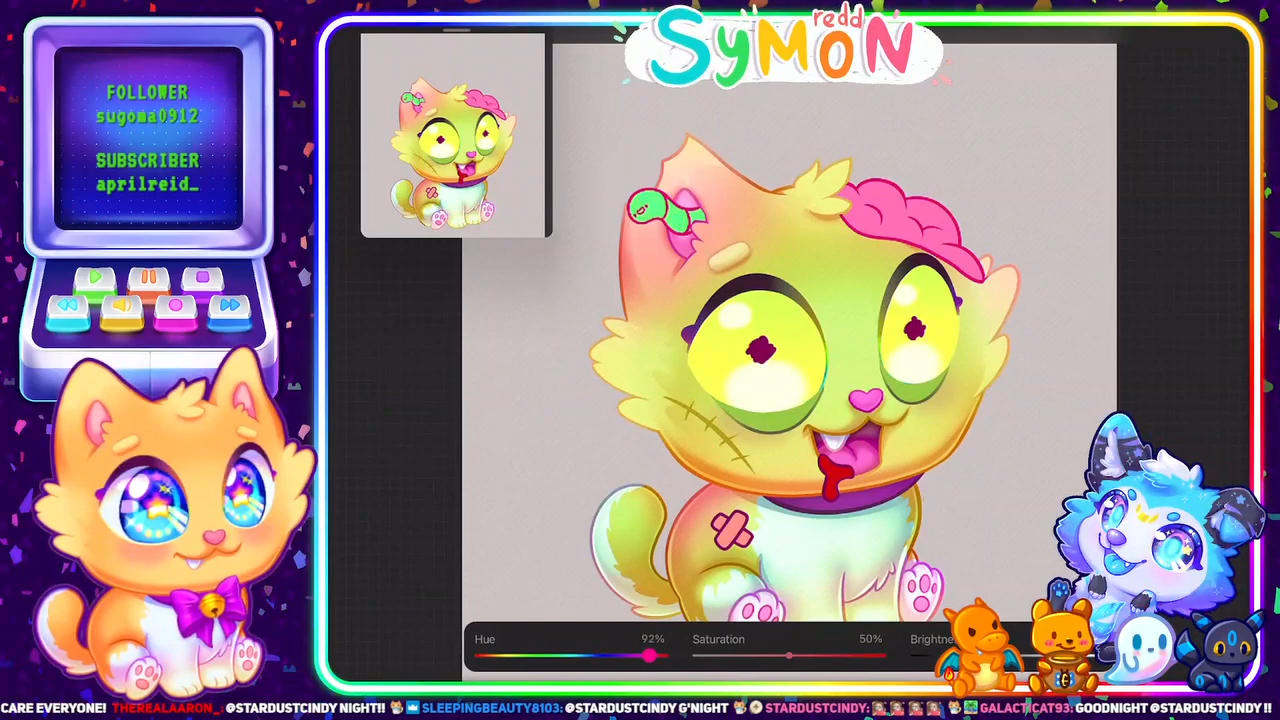 redd
SyMON
FOLLOWER
sugoma0912
SUBSCRIBER
aprilreid_
Hue 92% Saturation 50% Brightne
CARE EVERYONE! THEREALAARON_: @STARDUSTCINDY NIGHT!! SLEEPINGBEAUTY8103: @STARDUSTCINDY G'NIGHT STARDUSTCINDY: GALACTICAT93: GOODNIGHT @STARDUSTCINDY !!